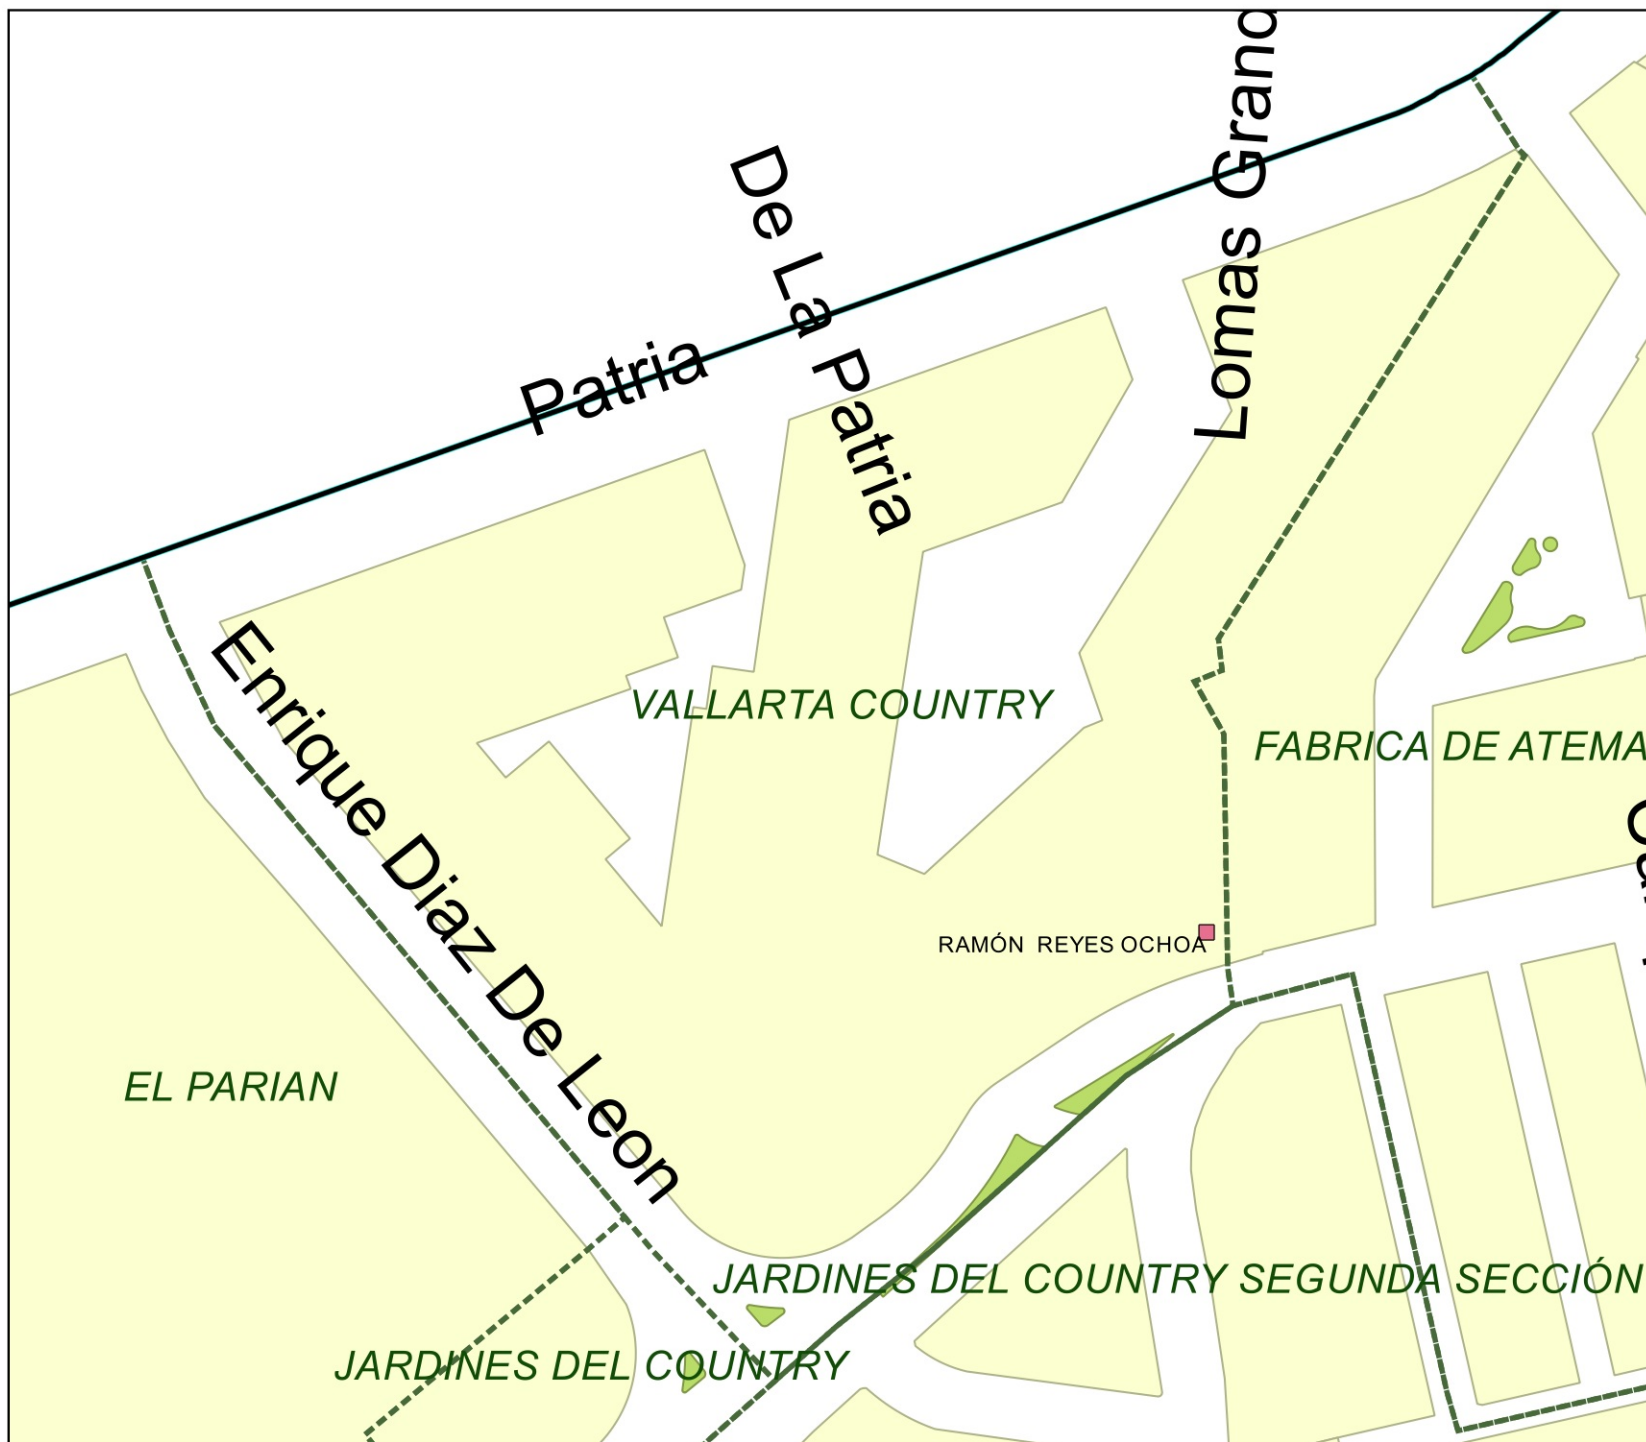 Lomas Grand
De La Patria
Patria
Enrique Diaz De Leon
VALLARTA COUNTRY
FABRICA DE ATEMA
RAMÓN REYES OCHOA
EL PARIAN
JARDINES DEL COUNTRY SEGUNDA SECCIÓN
JARDINES DEL COUNTRY